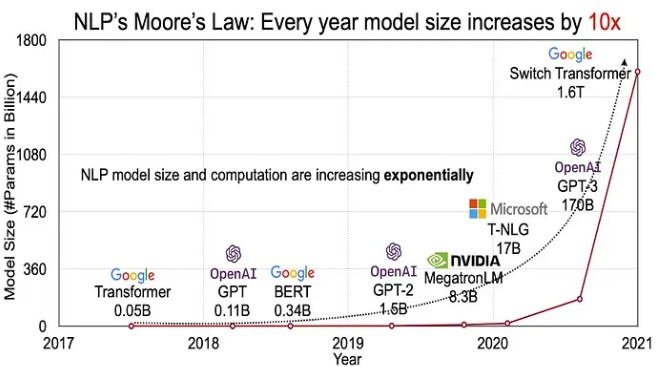 NLP's Moore's Law: Every year model size increases by 10x
Model Size (#Params in Billion)
1800
1440
1080
720
360
0
NLP model size and computation are increasing exponentially
Google
Transformer
0.05B
OpenAI
GPT
0.11B
Google
BERT
0.34B
OpenAI
GPT-2
1.5B
NVIDIA
MegatronLM
8.3B
Microsoft
T-NLG
17B
OpenAI
GPT-3
170B
Google
Switch Transformer
1.6T
2017
2018
2019
2020
2021
Year